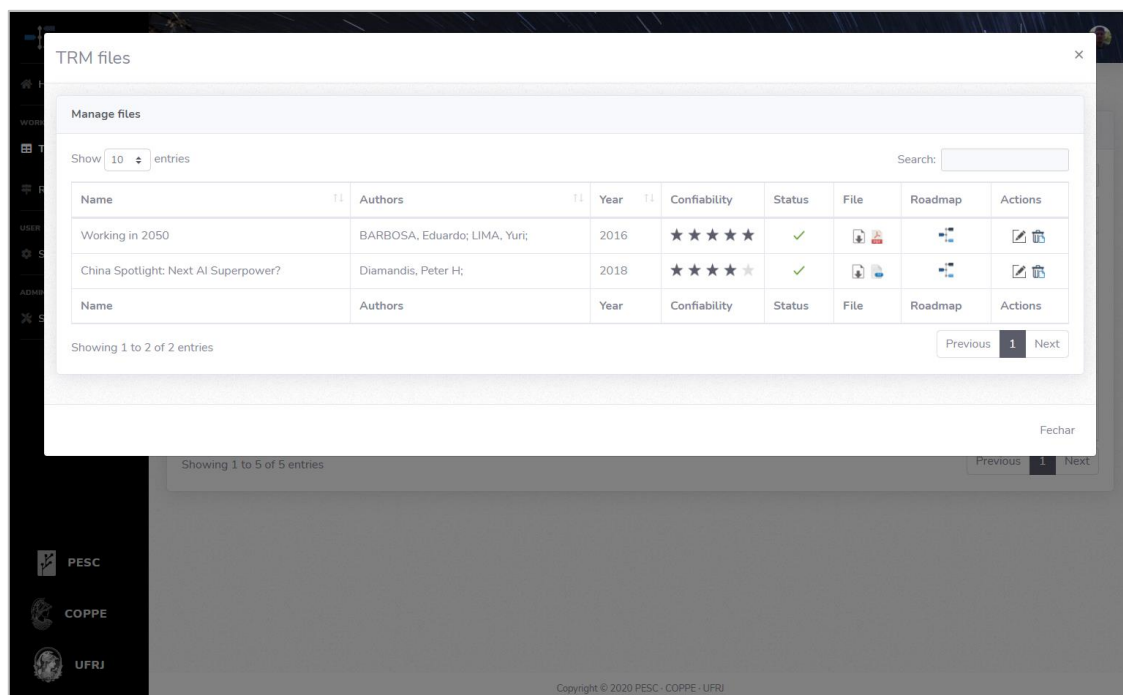 TRM files ×
Manage files
Show 10 entries Search:
Name Authors Year Confiability Status File Roadmap Actions
Working in 2050 BARBOSA, Eduardo; LIMA, Yuri; 2016
China Spotlight: Next AI Superpower? Diamandis, Peter H; 2018
Name Authors Year Confiability Status File Roadmap Actions
Showing 1 to 2 of 2 entries Previous 1 Next
Fechar
Showing 1 to 5 of 5 entries Previous 1 Next
PESC
COPPE
UFRJ
Copyright © 2020 PESC - COPPE - UFRJ